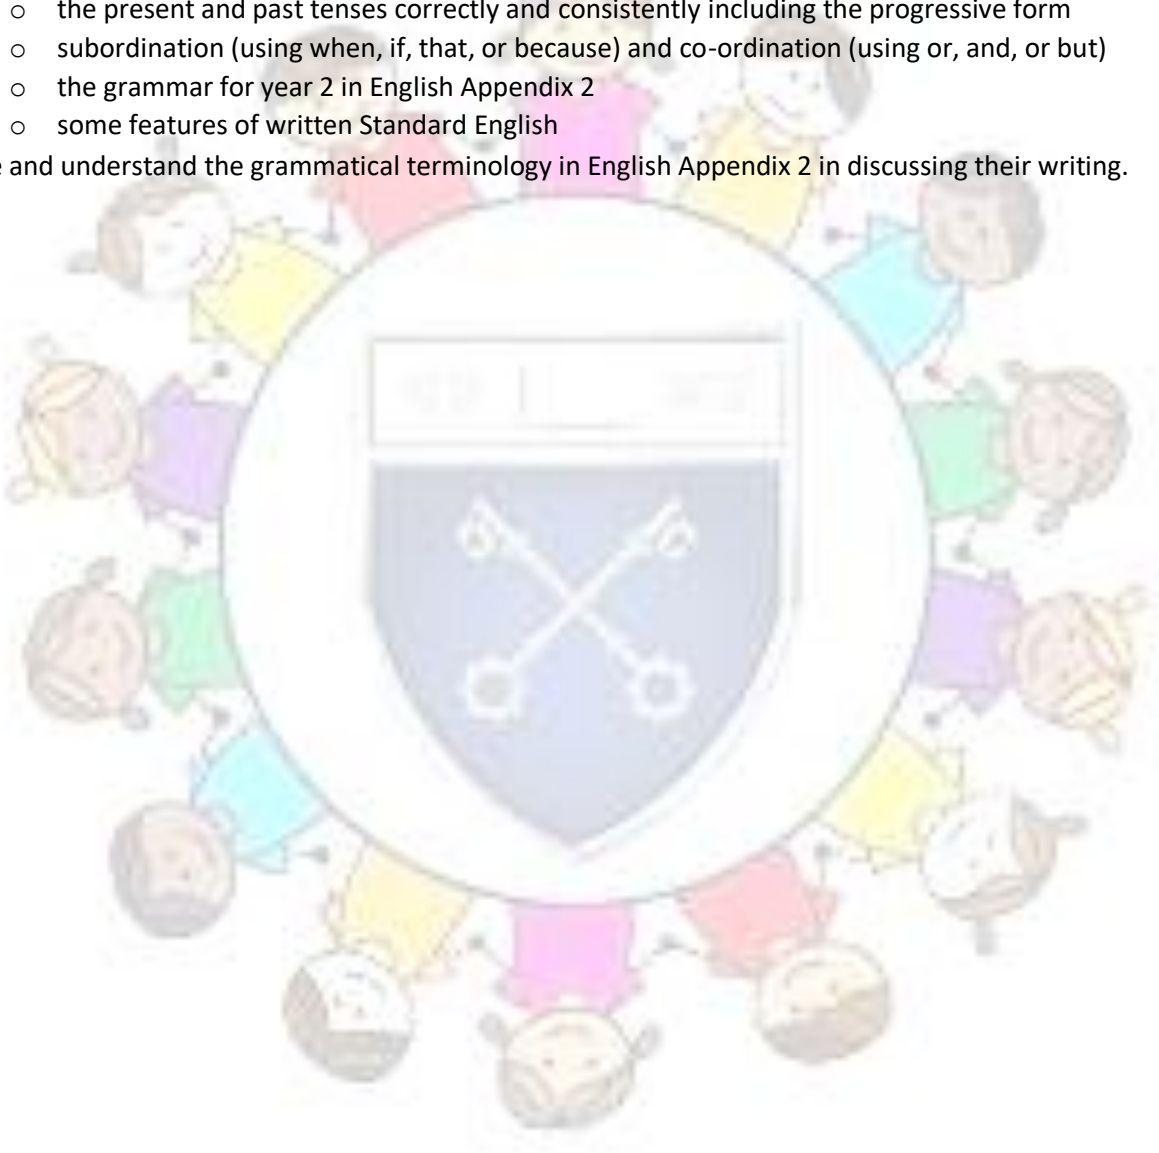 o the present and past tenses correctly and consistently including the progressive form
o subordination (using when, if, that, or because) and co-ordination (using or, and, or but)
o the grammar for year 2 in English Appendix 2
o some features of written Standard English
and understand the grammatical terminology in English Appendix 2 in discussing their writing.